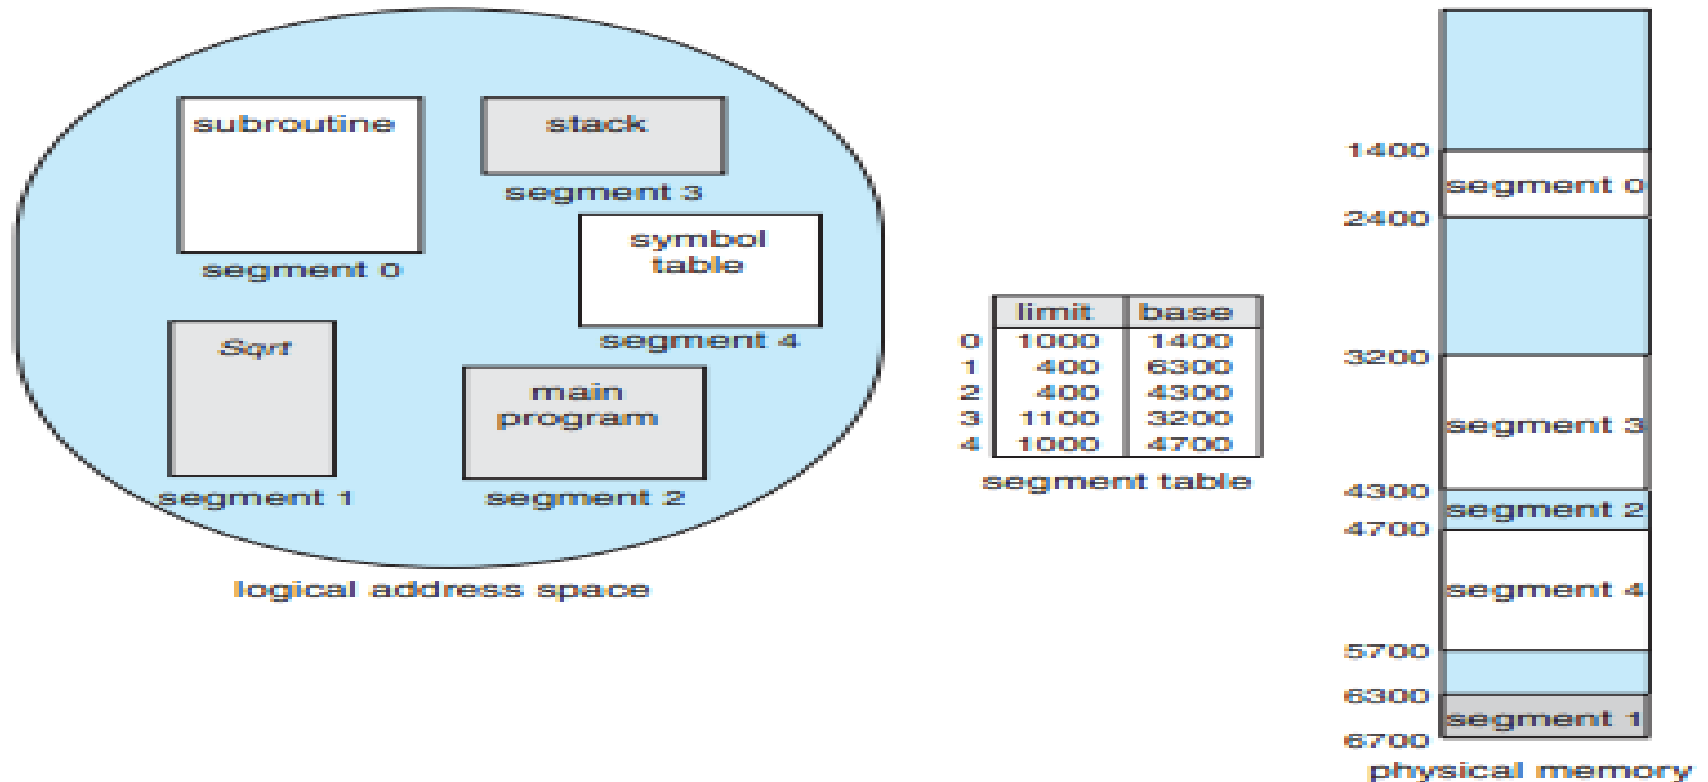 subroutine
segment 0
stack
segment 3
symbol
table
segment 4
Sqrt
segment 1
main
program
segment 2
logical address space
limit base
0 1000 1400
1 400 6300
2 400 4300
3 1100 3200
4 1000 4700
segment table
1400
segment 0
2400
3200
segment 3
4300
segment 2
4700
segment 4
5700
6300
segment 1
6700
physical memory